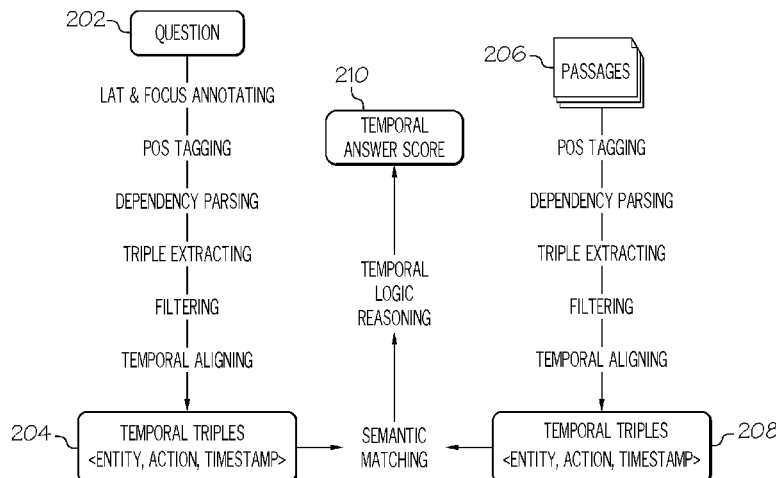 202
QUESTION
LAT & FOCUS ANNOTATING
POS TAGGING
DEPENDENCY PARSING
TRIPLE EXTRACTING
FILTERING
TEMPORAL ALIGNING
204
TEMPORAL TRIPLES
<ENTITY, ACTION, TIMESTAMP>
210
TEMPORAL
ANSWER SCORE
TEMPORAL
LOGIC
REASONING
SEMANTIC
MATCHING
206
PASSAGES
POS TAGGING
DEPENDENCY PARSING
TRIPLE EXTRACTING
FILTERING
TEMPORAL ALIGNING
208
TEMPORAL TRIPLES
<ENTITY, ACTION, TIMESTAMP>